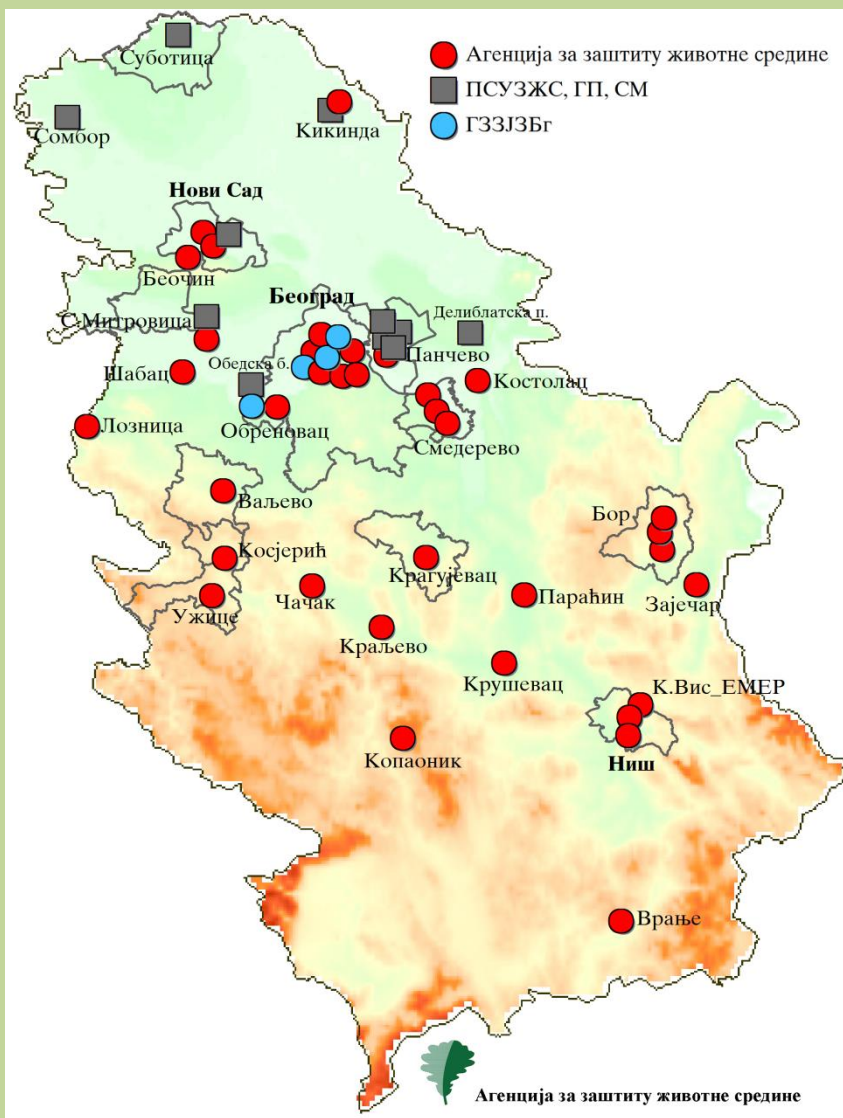 Суботица
Агенција за заштиту животне средине
ПСУЗЖС, ГП, СМ
ГЗЗЈЗБг
Сомбор
Кикинда
Нови Сад
Беочин
Београд
С.Митровица
Делиблатска п.
Панчево
Шабац
Обедска б.
Костолац
Лозница
Обреновац
Смедерево
Ваљево
Бор
Косјерић
Крагујевац
Ужице
Чачак
Параћин
Зајечар
Краљево
Крушевац
К.Вис_ЕМЕР
Копаоник
Ниш
Врање
Агенција за заштиту животне средине